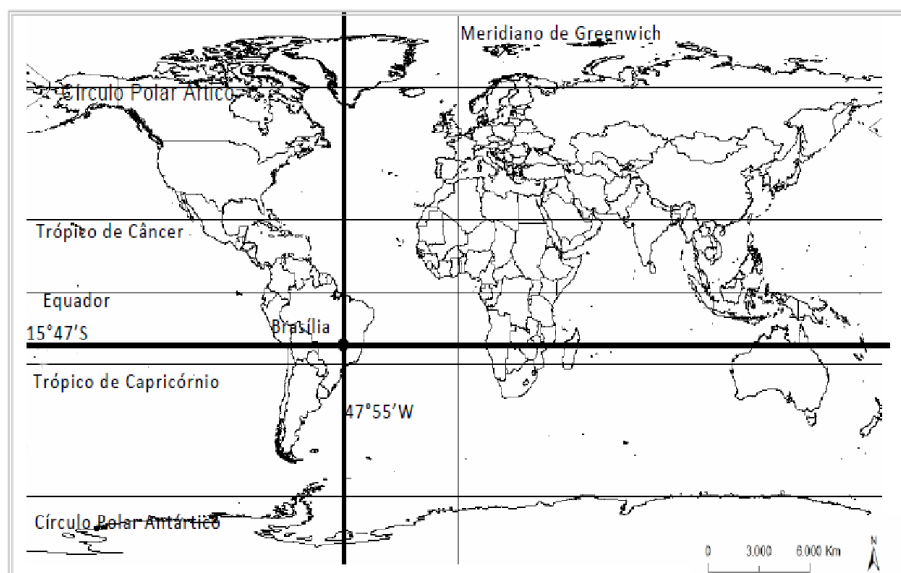 Meridiano de Greenwich
Círculo Polar Ártico
Trópico de Câncer
Equador
Brasília
15°47'S
Trópico de Capricórnio
47°55'W
Círculo Polar Antártico
0 3.000 6.000 Km
N